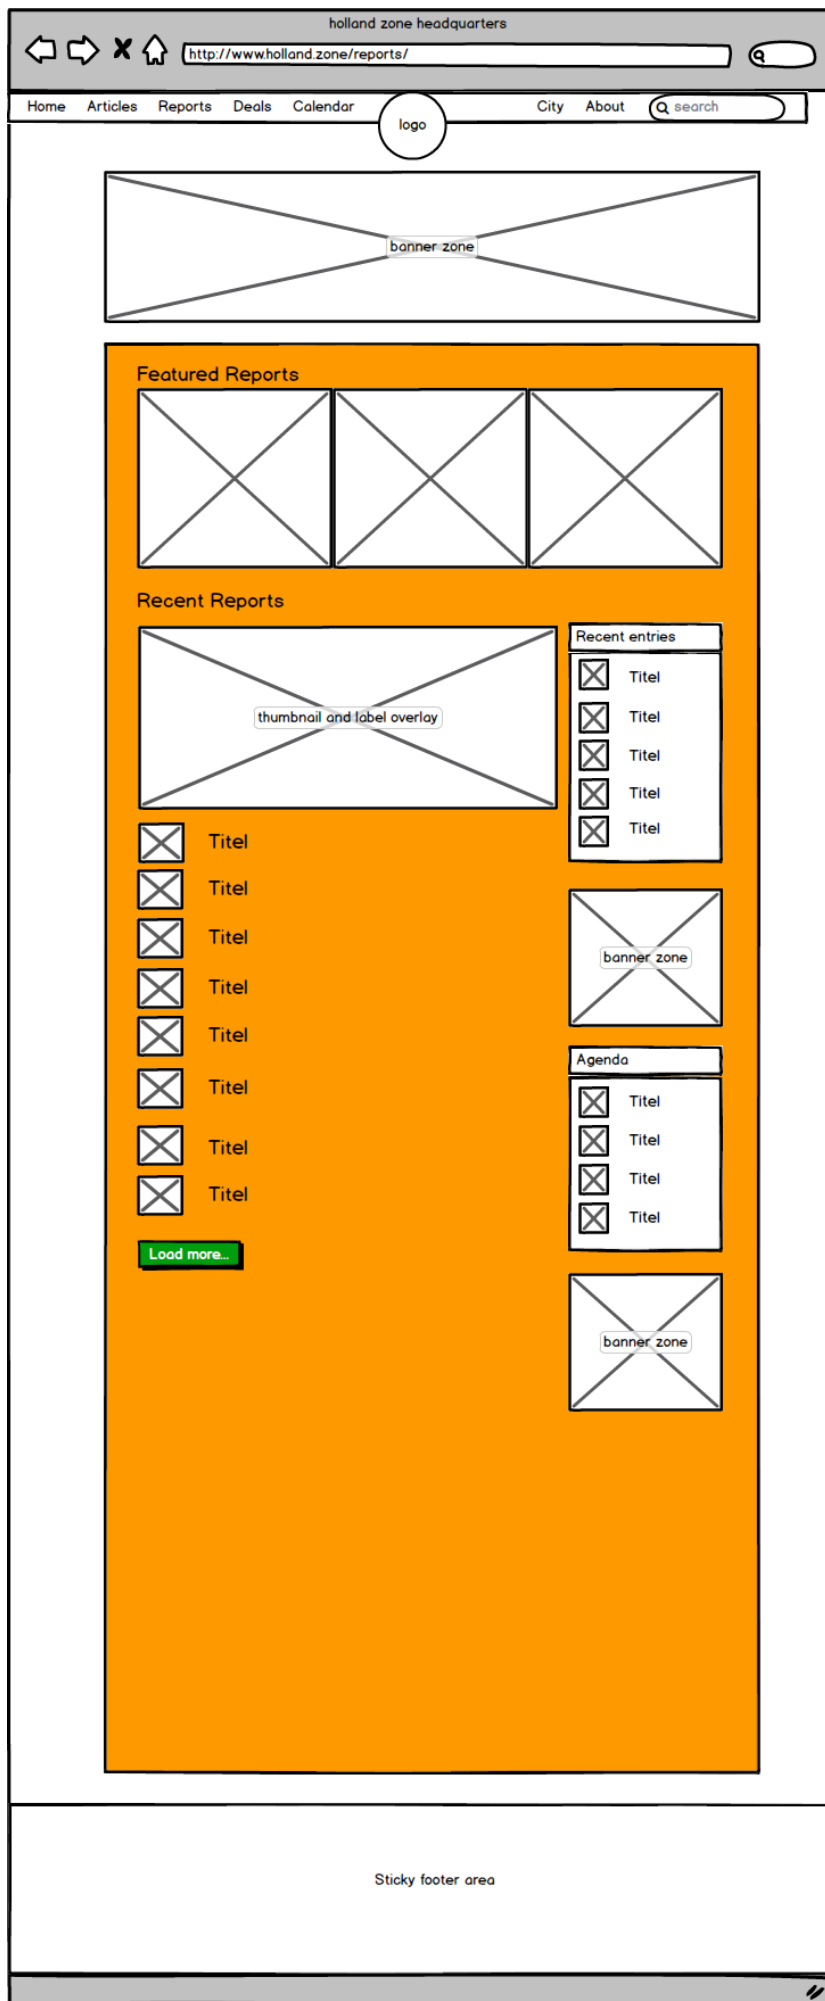 holland zone headquarters
http://www.holland.zone/reports/
Home Articles Reports Deals Calendar logo City About search
banner zone
Featured Reports
Recent Reports
thumbnail and label overlay
Titel
Titel
Titel
Titel
Titel
Titel
Titel
Titel
Load more...
Recent entries
Titel
Titel
Titel
Titel
Titel
banner zone
Agenda
Titel
Titel
Titel
Titel
banner zone
Sticky footer area